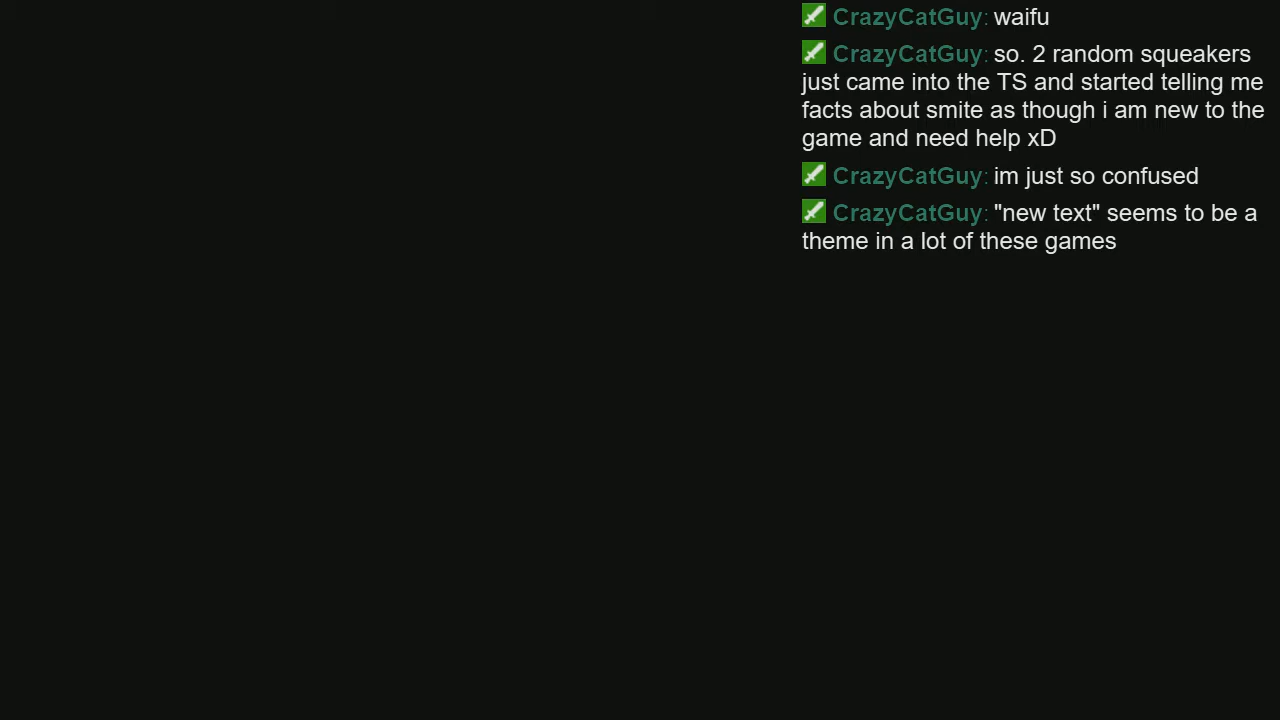 CrazyCatGuy: waifu
CrazyCatGuy: so. 2 random squeakers
just came into the TS and started telling me
facts about smite as though i am new to the
game and need help xD
CrazyCatGuy: im just so confused
CrazyCatGuy: "new text" seems to be a
theme in a lot of these games